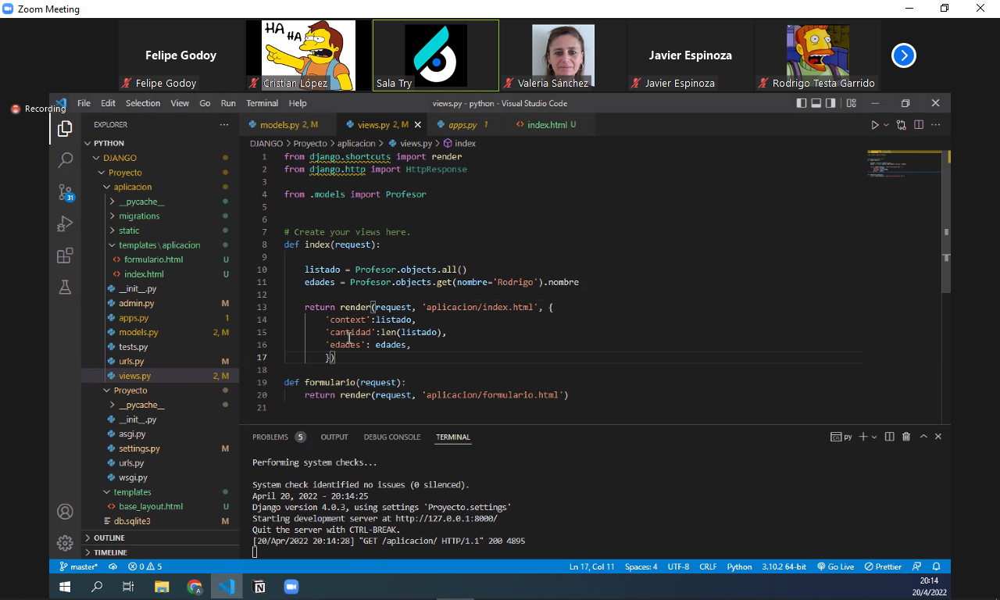 Zoom Meeting
HA
HA
Felipe Godoy
Javier Espinoza
Felipe Godoy
Cristian López
Sala Try
Valeria Sánchez
Javier Espinoza
Rodrigo Testa Garrido
Recording
File Edit Selection View Go Run Terminal Help
views.py - python - Visual Studio Code
EXPLORER
models.py 2, M
views.py 2, M
apps.py 1
index.html U
PYTHON
DJANGO > Proyecto > aplicacion > views.py > index
DJANGO
Proyecto
aplicacion
__pycache__
migrations
static
templates\aplicacion
formulario.html U
index.html U
__init__.py
admin.py M
apps.py 1
models.py 2, M
tests.py
urls.py M
views.py 2, M
Proyecto
__pycache__
__init__.py
asgi.py
settings.py M
urls.py
wsgi.py
templates
base_layout.html U
db.sqlite3 M
OUTLINE
TIMELINE
31
1 from django.shortcuts import render
2 from django.http import HttpResponse
3
4 from .models import Profesor
5
6
7 # Create your views here.
8 def index(request):
9
10 listado = Profesor.objects.all()
11 edades = Profesor.objects.get(nombre='Rodrigo').nombre
12
13 return render(request, 'aplicacion/index.html', {
14 'context':listado,
15 'cantidad':len(listado),
16 'edades': edades,
17 })
18
19 def formulario(request):
20 return render(request, 'aplicacion/formulario.html')
21
PROBLEMS 5 OUTPUT DEBUG CONSOLE TERMINAL
py
Performing system checks...
System check identified no issues (0 silenced).
April 20, 2022 - 20:14:25
Django version 4.0.3, using settings 'Proyecto.settings'
Starting development server at http://127.0.0.1:8000/
Quit the server with CTRL-BREAK.
[20/Apr/2022 20:14:28] "GET /aplicacion/ HTTP/1.1" 200 4895
master* 0 5
Ln 17, Col 11 Spaces: 4 UTF-8 CRLF Python 3.10.2 64-bit Go Live Prettier
20:14
20/4/2022